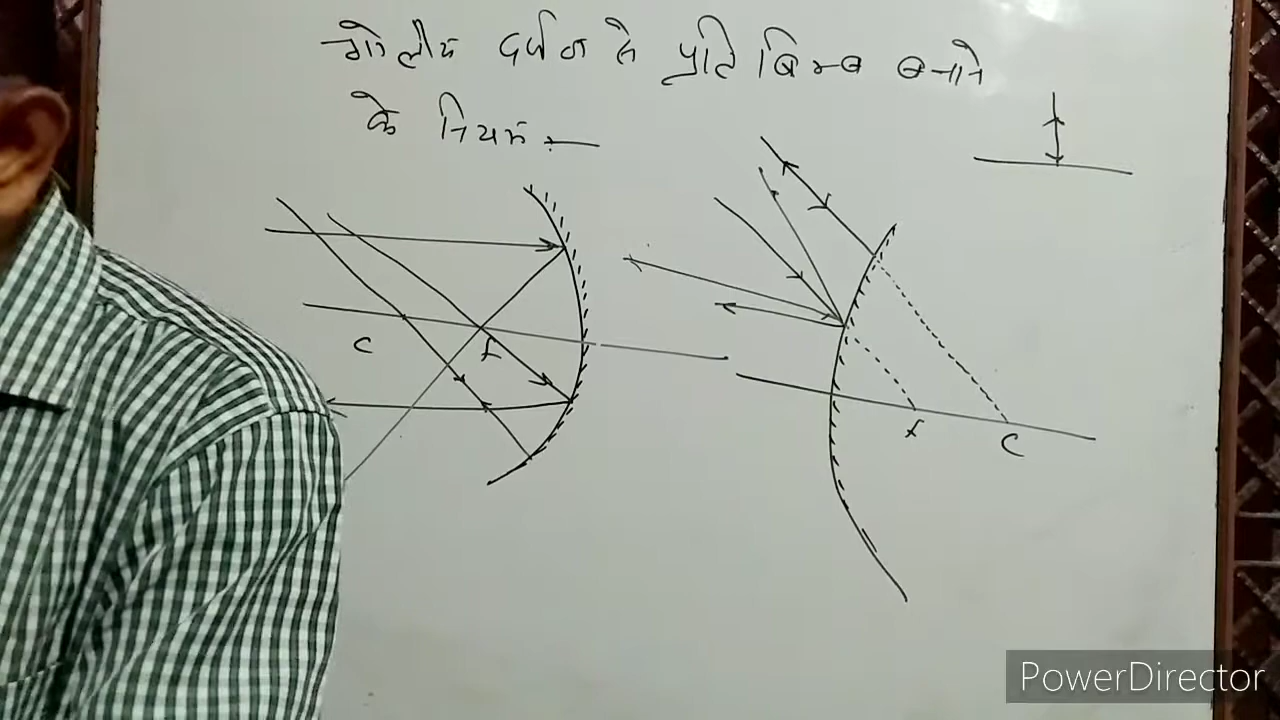 गोलीय दर्पण से प्रतिबिम्ब बनाने
के नियम :—
C
F
F
C
PowerDirector